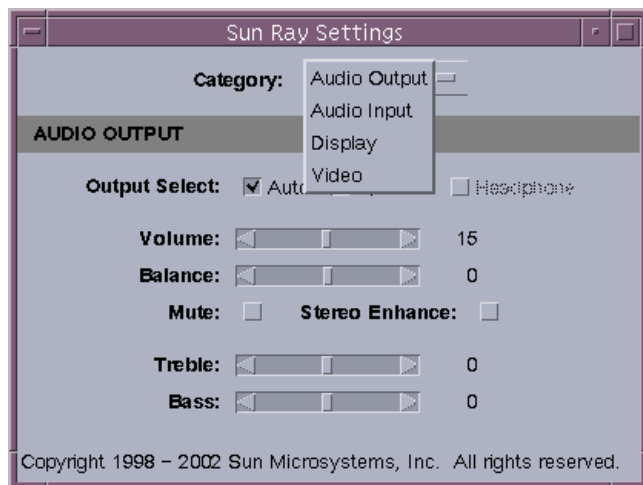 Sun Ray Settings
Category:
Audio Output
Audio Input
Display
Video
AUDIO OUTPUT
Output Select: Auto Headphone
Volume: 15
Balance: 0
Mute: Stereo Enhance:
Treble: 0
Bass: 0
Copyright 1998 – 2002 Sun Microsystems, Inc. All rights reserved.